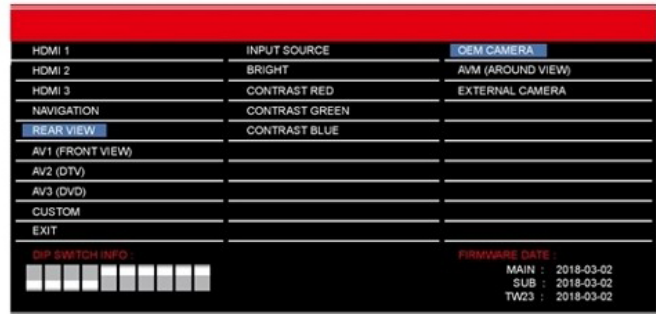 HDMI 1 INPUT SOURCE OEM CAMERA
HDMI 2 BRIGHT AVM (AROUND VIEW)
HDMI 3 CONTRAST RED EXTERNAL CAMERA
NAVIGATION CONTRAST GREEN
REAR VIEW CONTRAST BLUE
AV1 (FRONT VIEW)
AV2 (DTV)
AV3 (DVD)
CUSTOM
EXIT
DIP SWITCH INFO : FIRMWARE DATE :
MAIN : 2018-03-02
SUB : 2018-03-02
TW23 : 2018-03-02